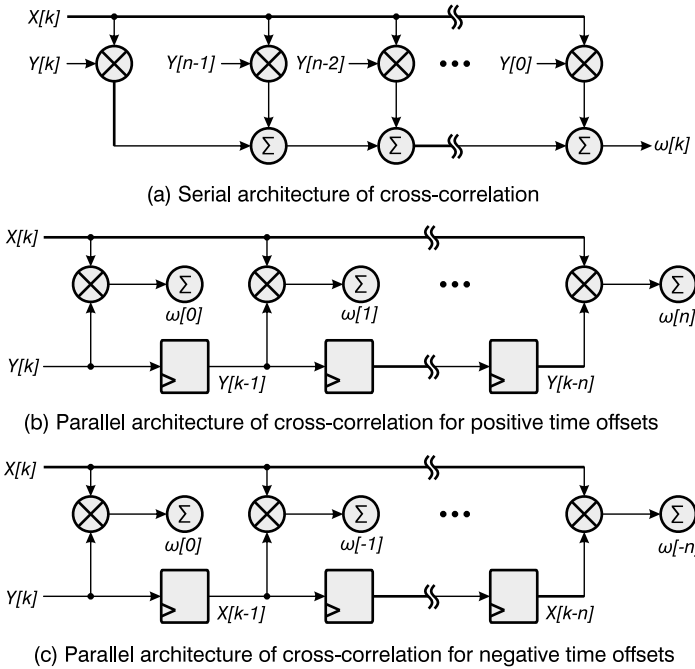 X[k]
Y[k] Y[n-1] Y[n-2] ••• Y[0]
Σ Σ Σ ω[k]
(a) Serial architecture of cross-correlation
X[k]
Σ Σ ••• Σ
ω[0] ω[1] ω[n]
Y[k] Y[k-1] Y[k-n]
(b) Parallel architecture of cross-correlation for positive time offsets
X[k]
Σ Σ ••• Σ
ω[0] ω[-1] ω[-n]
Y[k] X[k-1] X[k-n]
(c) Parallel architecture of cross-correlation for negative time offsets